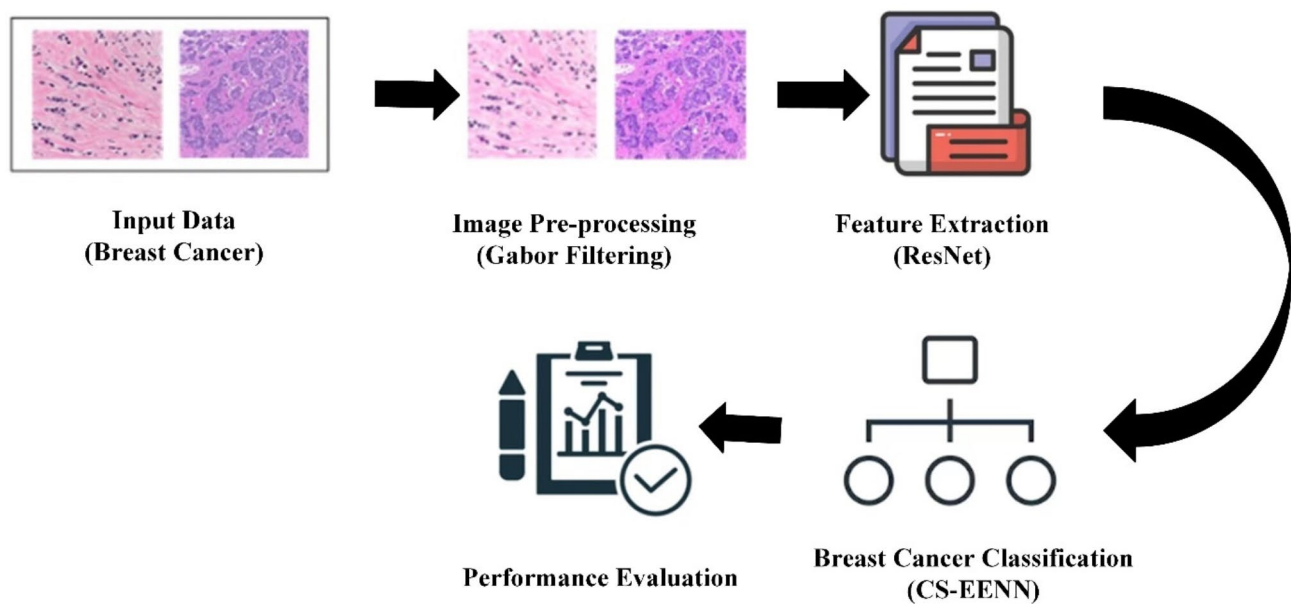 Input Data
(Breast Cancer)
Image Pre-processing
(Gabor Filtering)
Feature Extraction
(ResNet)
Breast Cancer Classification
(CS-EENN)
Performance Evaluation